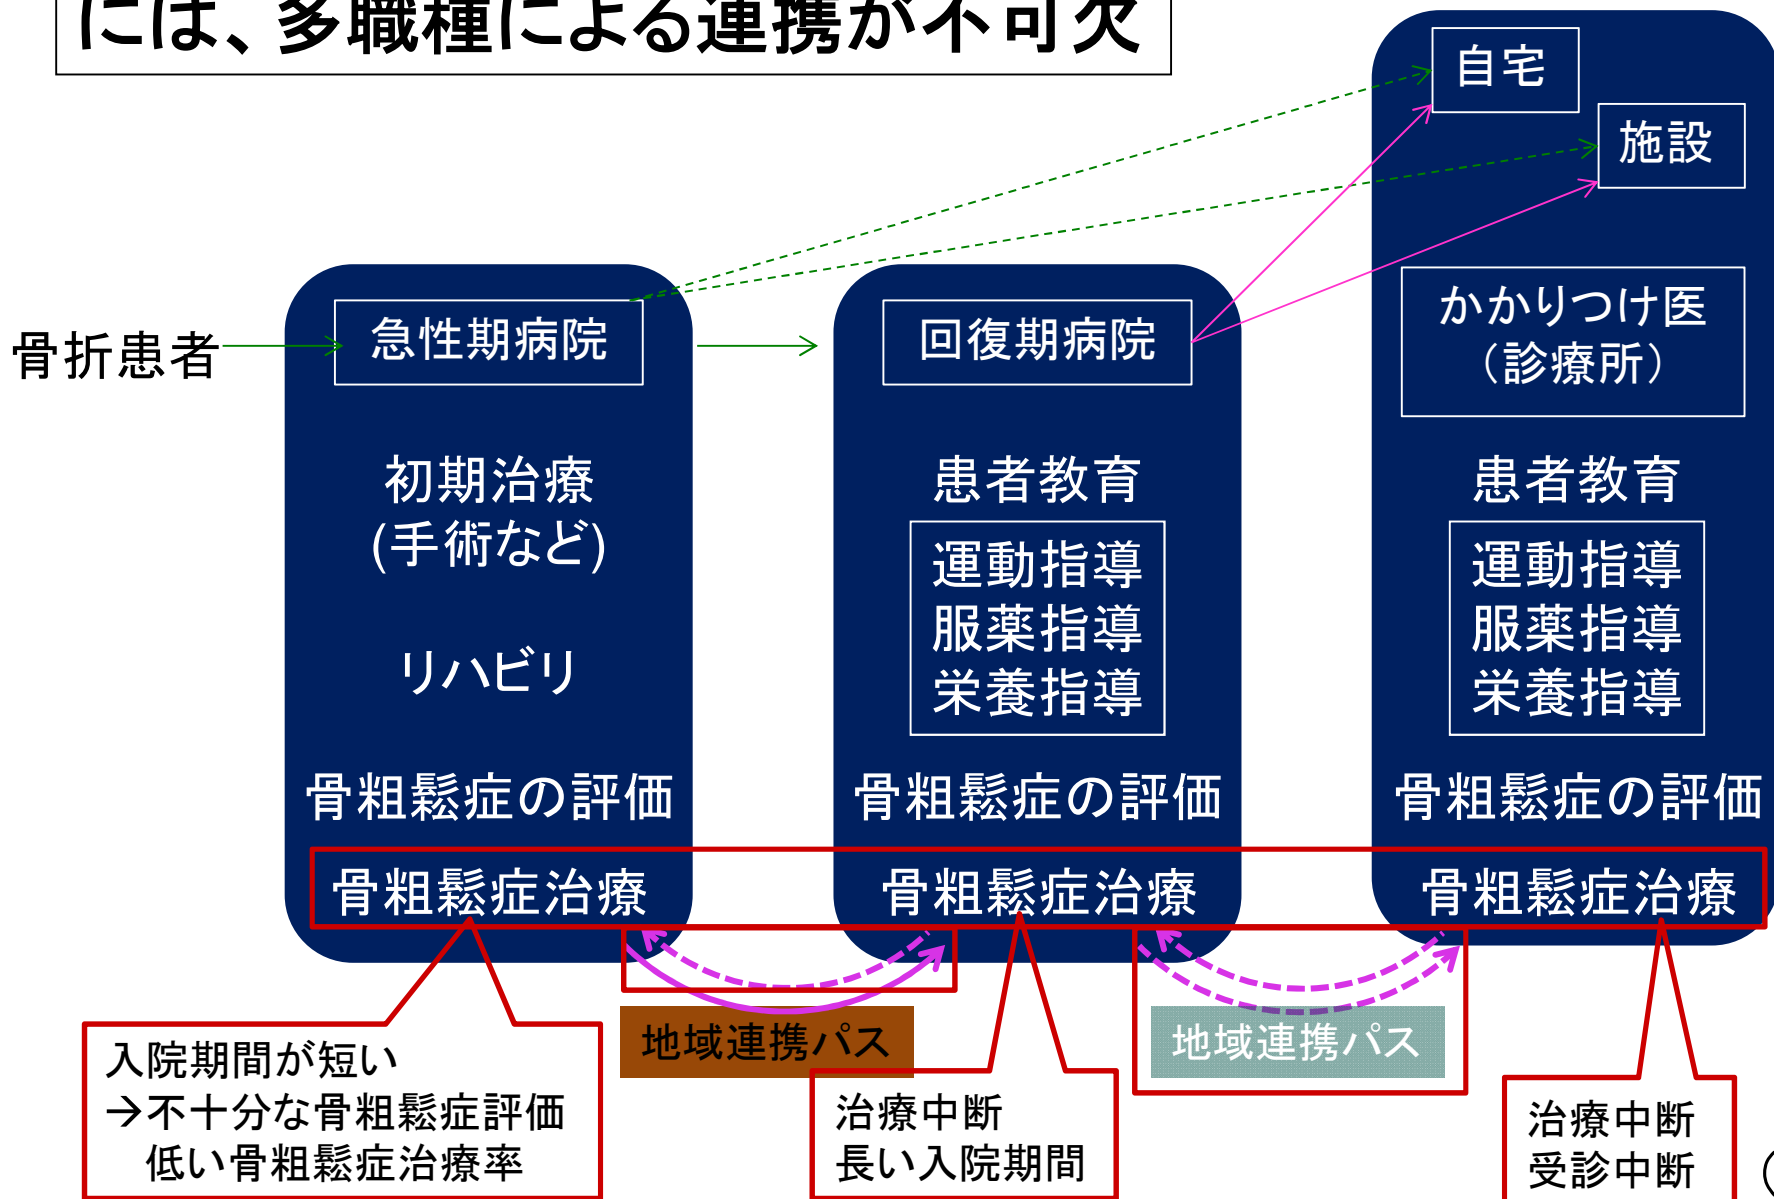 には、多職種による連携が不可欠
自宅
施設
骨折患者
急性期病院
初期治療
(手術など)
リハビリ
骨粗鬆症の評価
骨粗鬆症治療
回復期病院
患者教育
運動指導
服薬指導
栄養指導
骨粗鬆症の評価
骨粗鬆症治療
かかりつけ医
（診療所）
患者教育
運動指導
服薬指導
栄養指導
骨粗鬆症の評価
骨粗鬆症治療
地域連携パス
地域連携パス
入院期間が短い
→不十分な骨粗鬆症評価
低い骨粗鬆症治療率
治療中断
長い入院期間
治療中断
受診中断